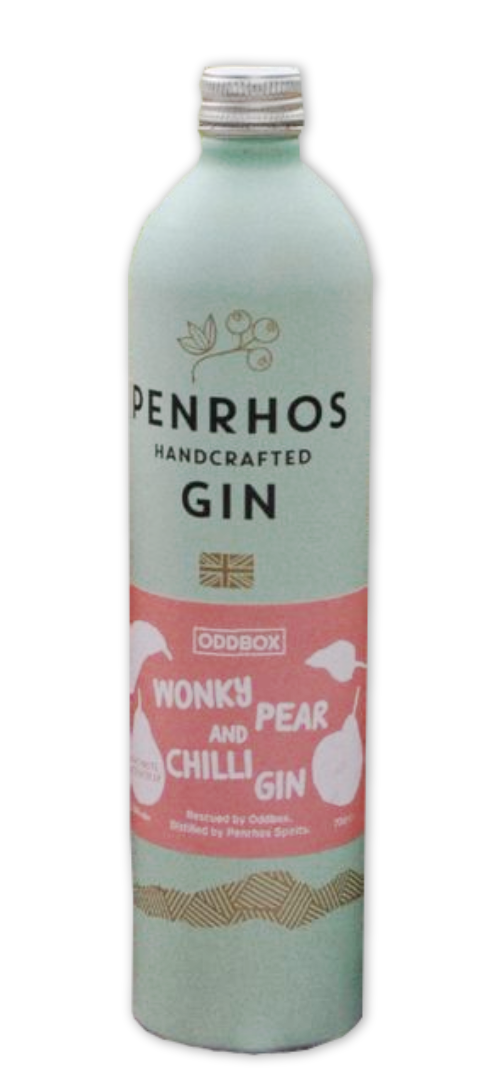 PENRHOS
HANDCRAFTED
GIN
ODDBOX
WONKY
PEAR
AND
CHILLI
GIN
Rescued by Oddbox.
Distilled by Penrhos Spirits.